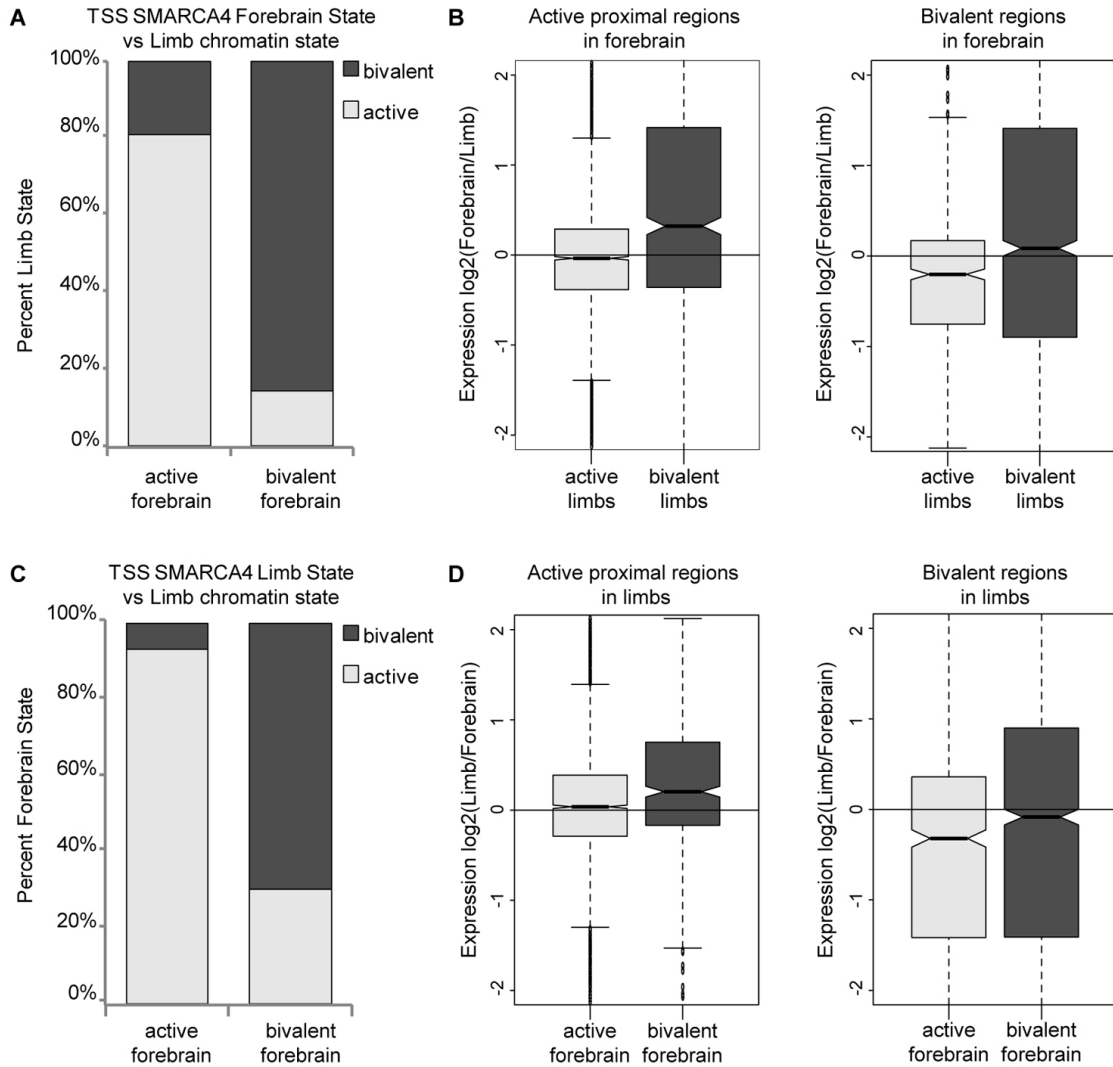 A
TSS SMARCA4 Forebrain State
vs Limb chromatin state
100%
80%
60%
40%
20%
0%
Percent Limb State
bivalent
active
active
forebrain
bivalent
forebrain
B
Active proximal regions
in forebrain
Expression log2(Forebrain/Limb)
2
1
0
-1
-2
active
limbs
bivalent
limbs
Bivalent regions
in forebrain
Expression log2(Forebrain/Limb)
2
1
0
-1
-2
active
limbs
bivalent
limbs
C
TSS SMARCA4 Limb State
vs Limb chromatin state
100%
80%
60%
40%
20%
0%
Percent Forebrain State
bivalent
active
active
forebrain
bivalent
forebrain
D
Active proximal regions
in limbs
Expression log2(Limb/Forebrain)
2
1
0
-1
-2
active
forebrain
bivalent
forebrain
Bivalent regions
in limbs
Expression log2(Limb/Forebrain)
2
1
0
-1
-2
active
forebrain
bivalent
forebrain